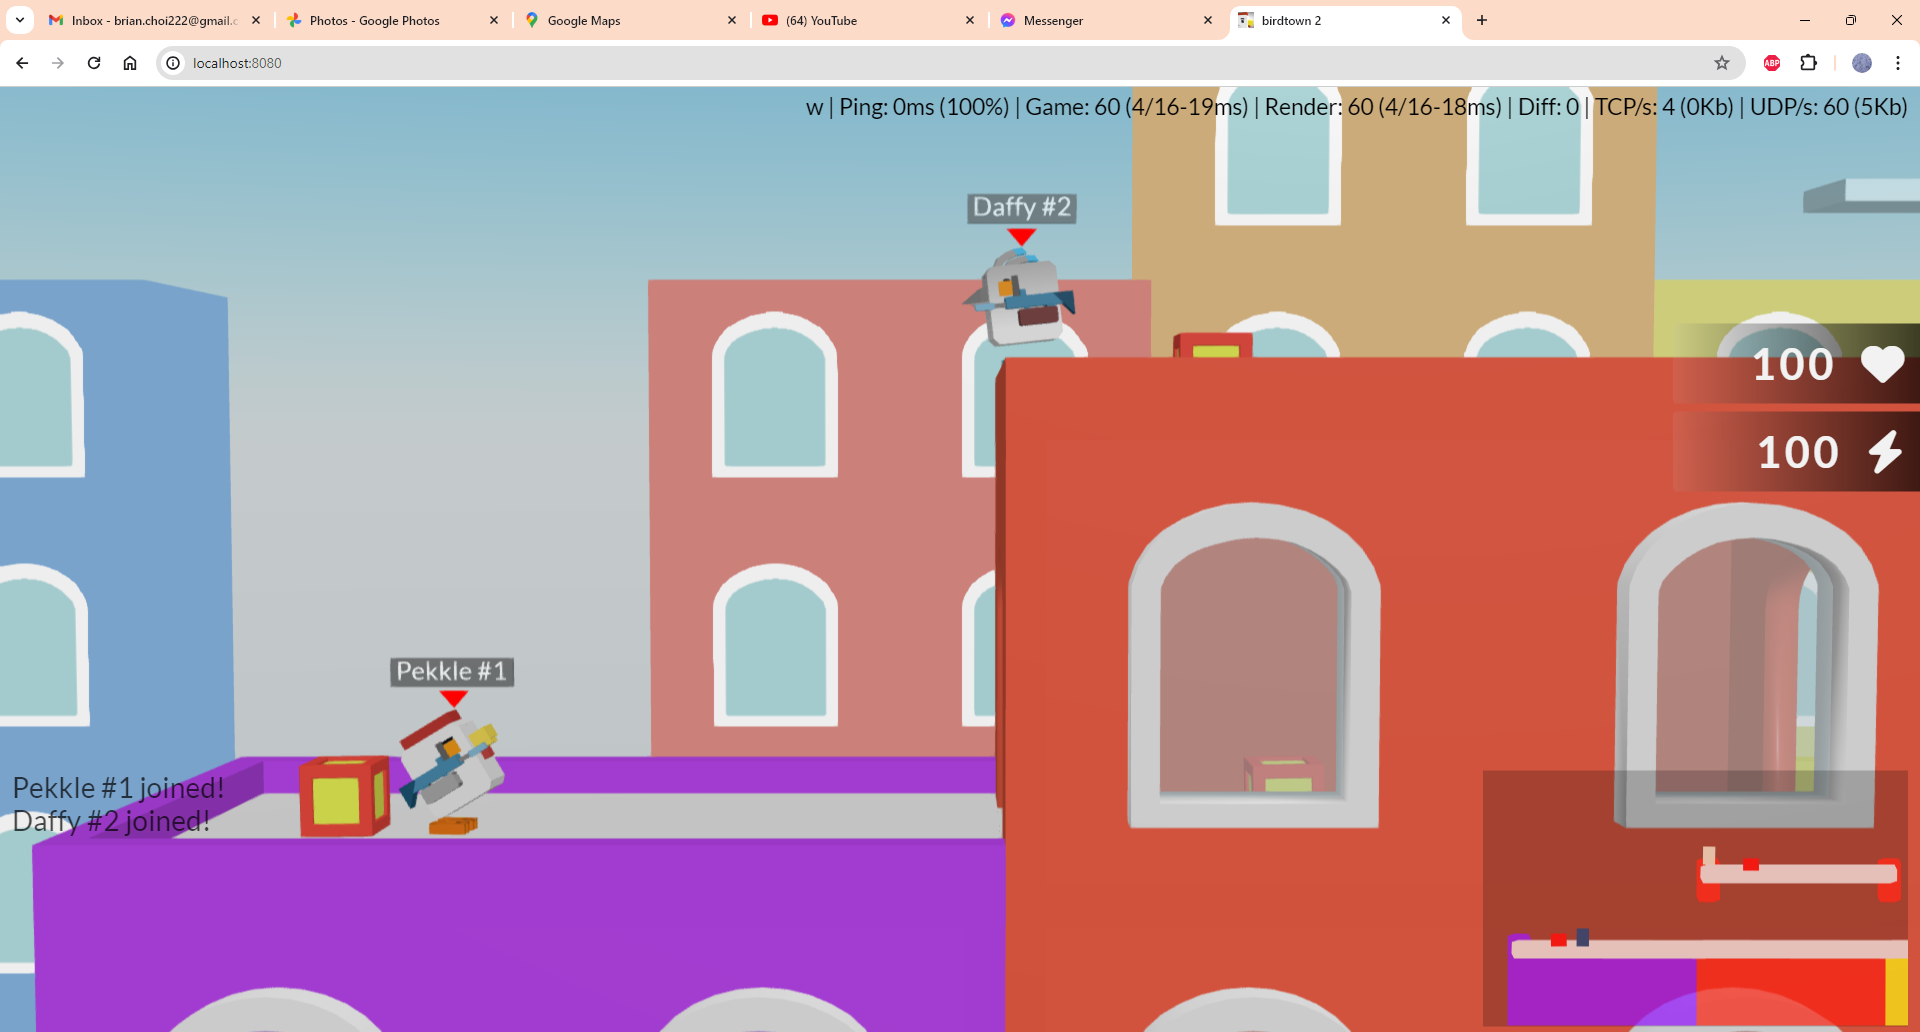 Inbox - brian.choi222@gmail.c
Photos - Google Photos
Google Maps
(64) YouTube
Messenger
birdtown 2
localhost:8080
ABP
w | Ping: 0ms (100%) | Game: 60 (4/16-19ms) | Render: 60 (4/16-18ms) | Diff: 0 | TCP/s: 4 (0Kb) | UDP/s: 60 (5Kb)
Daffy #2
100
100
Pekkle #1
Pekkle #1 joined!
Daffy #2 joined!